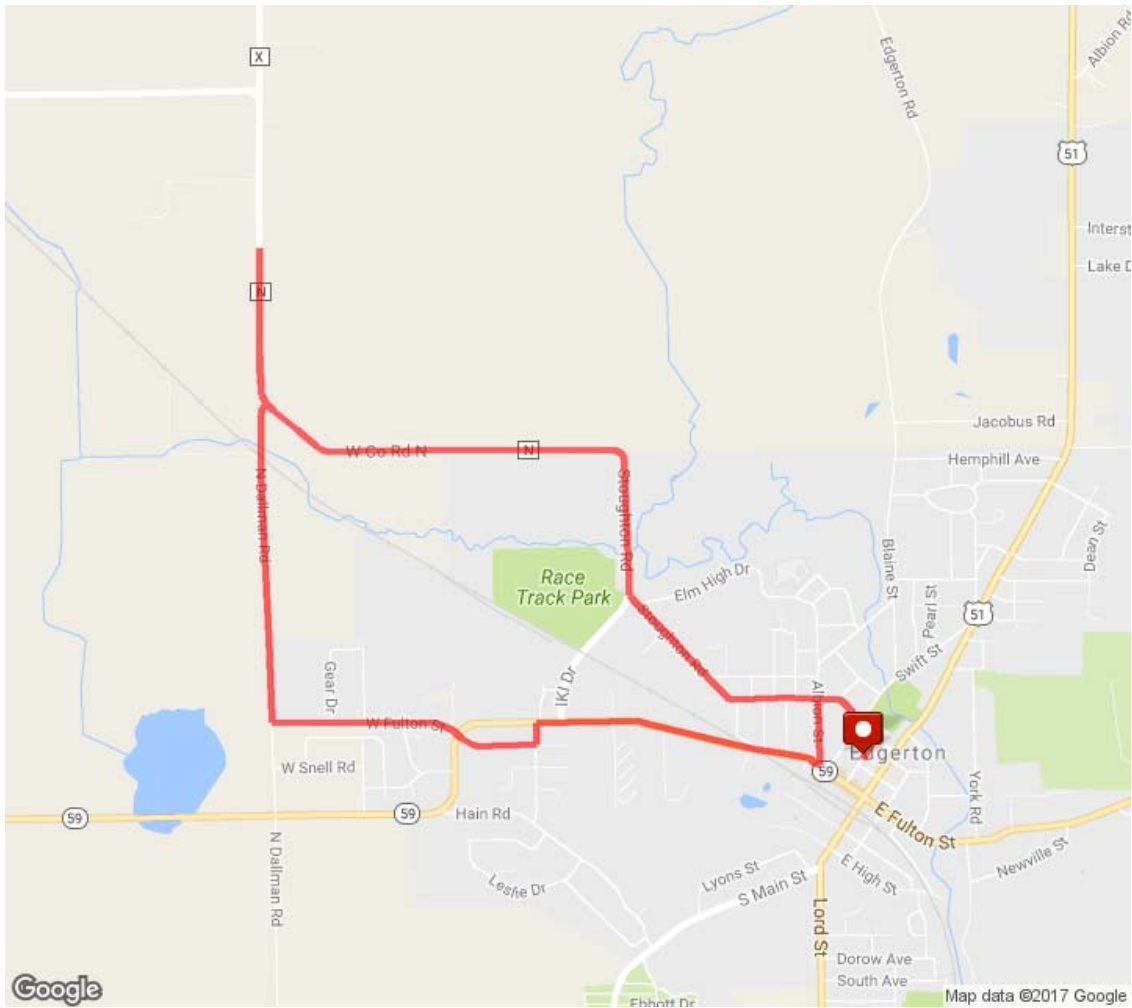 X
Edgerton Rd
Albion Rd
51
Interst
Lake D
N
Jacobus Rd
W Co Rd N
N
Hemphill Ave
Stoughton Rd
N Dallman Rd
Dean St
Race
Track Park
Elm High Dr
Blaine St
Pearl St
51
Stoughton Rd
Swift St
Gear Dr
IKI Dr
Albion St
W Fulton St
Edgerton
W Snell Rd
59
York Rd
59
59
Hain Rd
E Fulton St
N Dallman Rd
Newville St
E High St
Leslie Dr
Lyons St
S Main St
Lord St
Dorow Ave
South Ave
Ebbott Dr
Google
Map data ©2017 Google